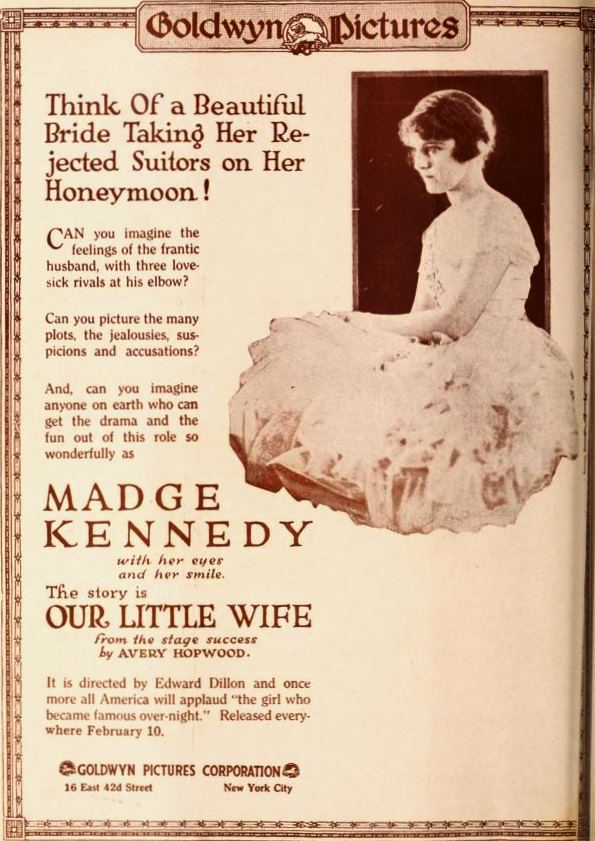 Goldwyn Pictures
Think Of a Beautiful
Bride Taking Her Re-
jected Suitors on Her
Honeymoon!
CAN you imagine the
feelings of the frantic
husband, with three love-
sick rivals at his elbow?
Can you picture the many
plots, the jealousies, sus-
picions and accusations?
And, can you imagine
anyone on earth who can
get the drama and the
fun out of this role so
wonderfully as
MADGE
KENNEDY
with her eyes
and her smile.
The story is
OUR LITTLE WIFE
From the stage success
by AVERY HOPWOOD.
It is directed by Edward Dillon and once
more all America will applaud "the girl who
became famous over-night." Released every-
where February 10.
GOLDWYN PICTURES CORPORATION
16 East 42d Street New York City